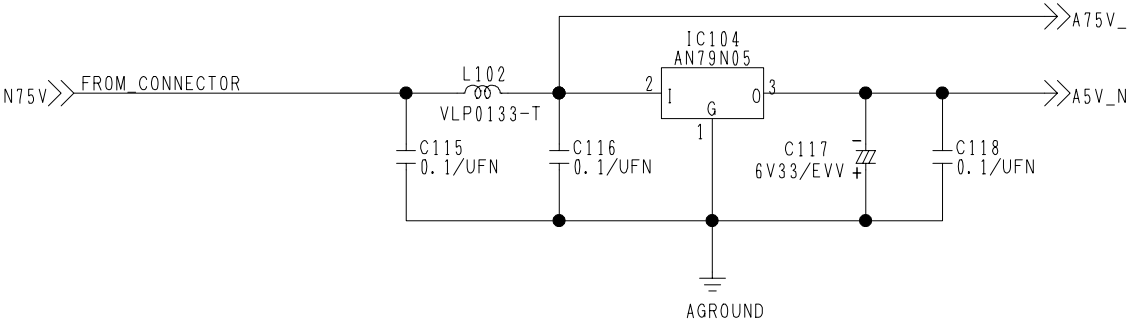 A75V_
IC104
AN79N05
N75V
FROM_CONNECTOR
L102
VLP0133-T
2
I
G
O
3
1
A5V_N
C115
0.1/UFN
C116
0.1/UFN
C117
6V33/EVV
-
+
C118
0.1/UFN
AGROUND